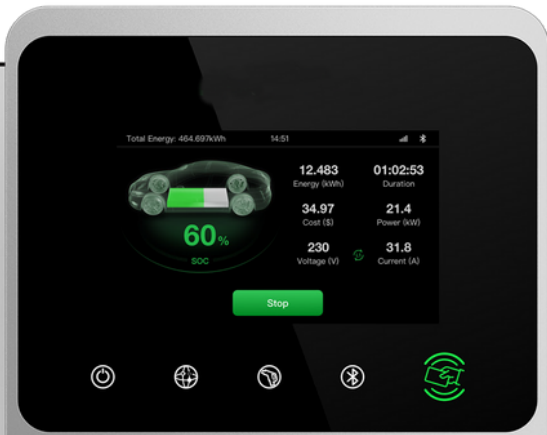 Total Energy: 464.697kWh 14:51
12.483 01:02:53
Energy (kWh) Duration
34.97 21.4
Cost ($) Power (kW)
60%
230 31.8
SOC Voltage (V) Current (A)
Stop